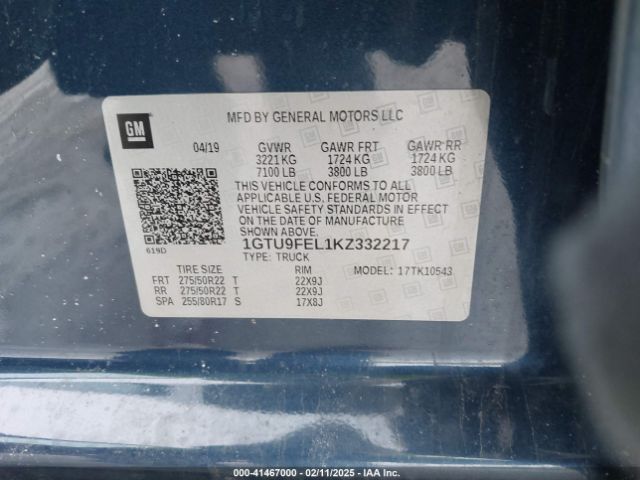 GM
MFD BY GENERAL MOTORS LLC
04/19 GVWR GAWR FRT GAWR RR
3221 KG 1724 KG 1724 KG
7100 LB 3800 LB 3800 LB
THIS VEHICLE CONFORMS TO ALL
APPLICABLE U.S. FEDERAL MOTOR
VEHICLE SAFETY STANDARDS IN EFFECT
ON THE DATE OF MANUFACTURE
SHOWN ABOVE.
619D
1GTU9FEL1KZ332217
TYPE: TRUCK
TIRE SIZE RIM MODEL: 17TK10543
FRT 275/50R22 T 22X9J
RR 275/50R22 T 22X9J
SPA 255/80R17 S 17X8J
000-41467000 - 02/11/2025 - IAA Inc.